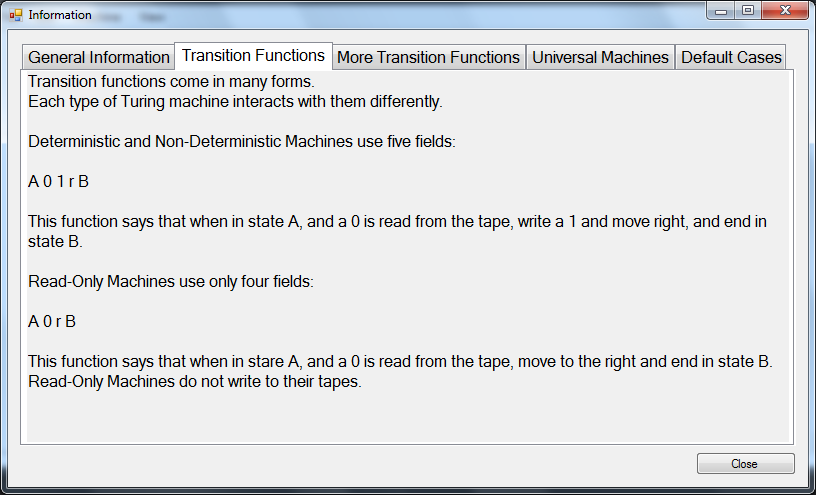 Information
General Information Transition Functions More Transition Functions Universal Machines Default Cases
Transition functions come in many forms.
Each type of Turing machine interacts with them differently.
Deterministic and Non-Deterministic Machines use five fields:
A 0 1 r B
This function says that when in state A, and a 0 is read from the tape, write a 1 and move right, and end in
state B.
Read-Only Machines use only four fields:
A 0 r B
This function says that when in stare A, and a 0 is read from the tape, move to the right and end in state B.
Read-Only Machines do not write to their tapes.
Close